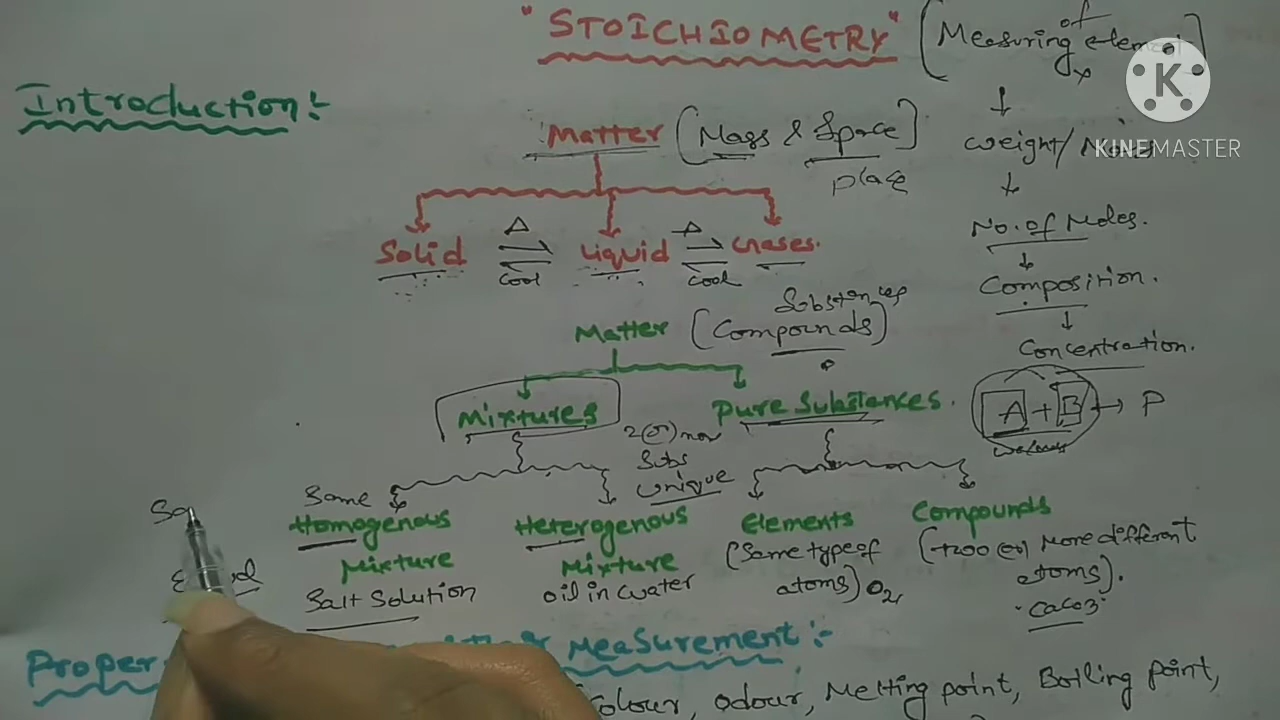 "STOICHIOMETRY" (Measuring of element
Introduction:-
Matter (Mass & Space)
place
weight/
No. of Moles.
Composition.
Concentration.
Solid Δ cool Liquid Δ cool Gases.
Substances
Matter (Compounds)
Mixtures Pure Substances.
A + B → P
2 (or) mor
Subs
unique
Same
Homogenous Mixture
Salt Solution
Heterogenous Mixture
oil in water
Elements
(Same type of atoms) O2
Compounds
(two (or) More different atoms).
CaCO3
Measurement:-
Colour, odour, Melting point, Boiling point,
K
KINEMASTER